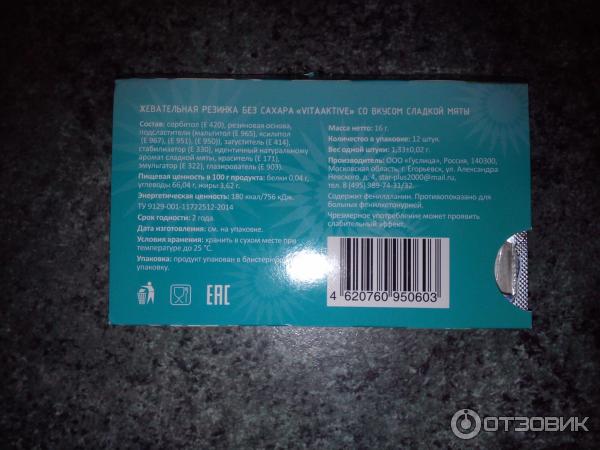 ЖЕВАТЕЛЬНАЯ РЕЗИНКА БЕЗ САХАРА «VITAAKTIVE» СО ВКУСОМ СЛАДКОЙ МЯТЫ
Состав: сорбитол (Е 420), резиновая основа,
подсластители (мальтитол (Е 965), ксилитол
(Е 967), (Е 951), (Е 950)), загуститель (Е 414),
стабилизатор (Е 330), идентичный натуральному
аромат сладкой мяты, краситель (Е 171),
эмульгатор (Е 322), глазирователь (Е 903).
Пищевая ценность в 100 г продукта: белки 0,04 г,
углеводы 66,04 г, жиры 3,62 г.
Энергетическая ценность: 180 ккал/756 кДж.
ТУ 9129-001-11722512-2014
Срок годности: 2 года.
Дата изготовления: см. на упаковке.
Условия хранения: хранить в сухом месте при
температуре до 25 °С.
Упаковка: продукт упакован в блистерную
упаковку.
EAC
Масса нетто: 16 г.
Количество в упаковке: 12 штук.
Вес одной штуки: 1,33±0,02 г.
Производитель: ООО «Гуслица», Россия, 140300,
Московская область, г. Егорьевск, ул. Александра
Невского д. 4, star-plus2000@mail.ru,
тел. 8 (495) 989-74-31/32.
Содержит фенилаланин. Противопоказано для
больных фенилкетонурией.
Чрезмерное употребление может проявить
слабительный эффект.
4 620760 950603
ОТЗОВИК